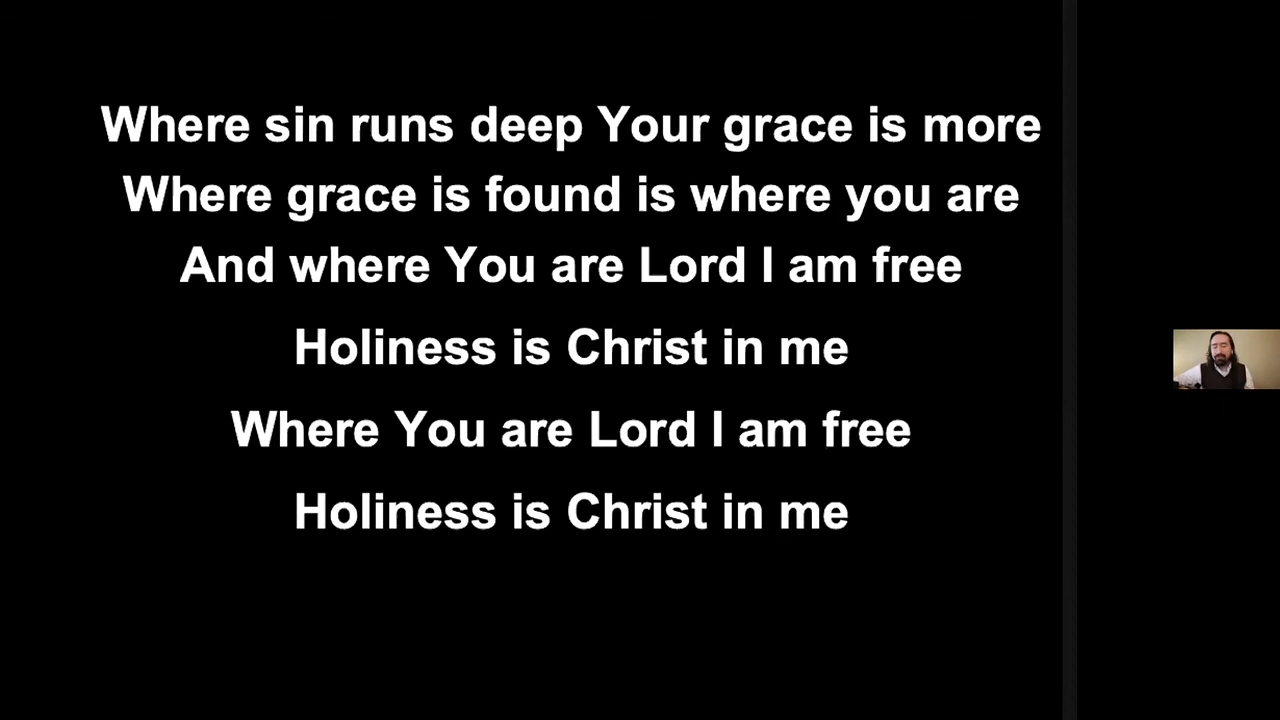 Where sin runs deep Your grace is more
Where grace is found is where you are
And where You are Lord I am free
Holiness is Christ in me
Where You are Lord I am free
Holiness is Christ in me